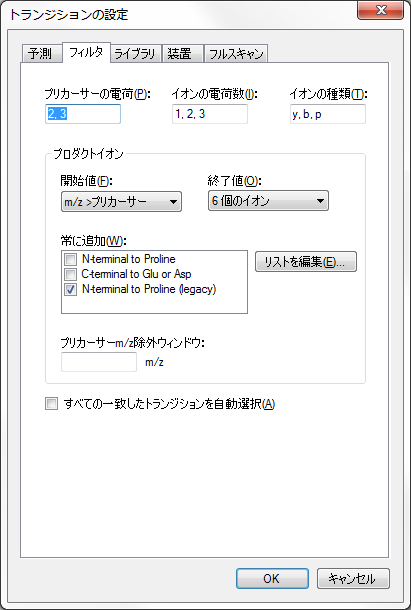 トランジションの設定
予測 フィルタ ライブラリ 装置 フルスキャン
プリカーサーの電荷(P): イオンの電荷数(I): イオンの種類(T):
2, 3 1, 2, 3 y, b, p
プロダクトイオン
開始値(F): 終了値(O):
m/z >プリカーサー 6 個のイオン
常に追加(W):
N-terminal to Proline
リストを編集(E)...
C-terminal to Glu or Asp
N-terminal to Proline (legacy)
プリカーサーm/z除外ウィンドウ:
m/z
すべての一致したトランジションを自動選択(A)
OK キャンセル